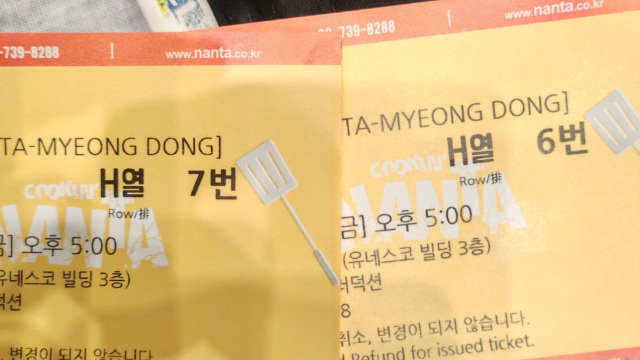 -739-8288 | www.nanta.co.kr
TA-MYEONG DONG]
H열 7번
Row/排
COOKIN'
NANTA
금] 오후 5:00
유네스코 빌딩 3층)
덕션
변경이 되지 않습니다.
-739-8288 | www.nanta.co.kr
TA-MYEONG DONG]
H열 6번
Row/排
COOKIN'
NANTA
금] 오후 5:00
(유네스코 빌딩 3층)
더덕션
8
취소, 변경이 되지 않습니다.
Refund for issued ticket.